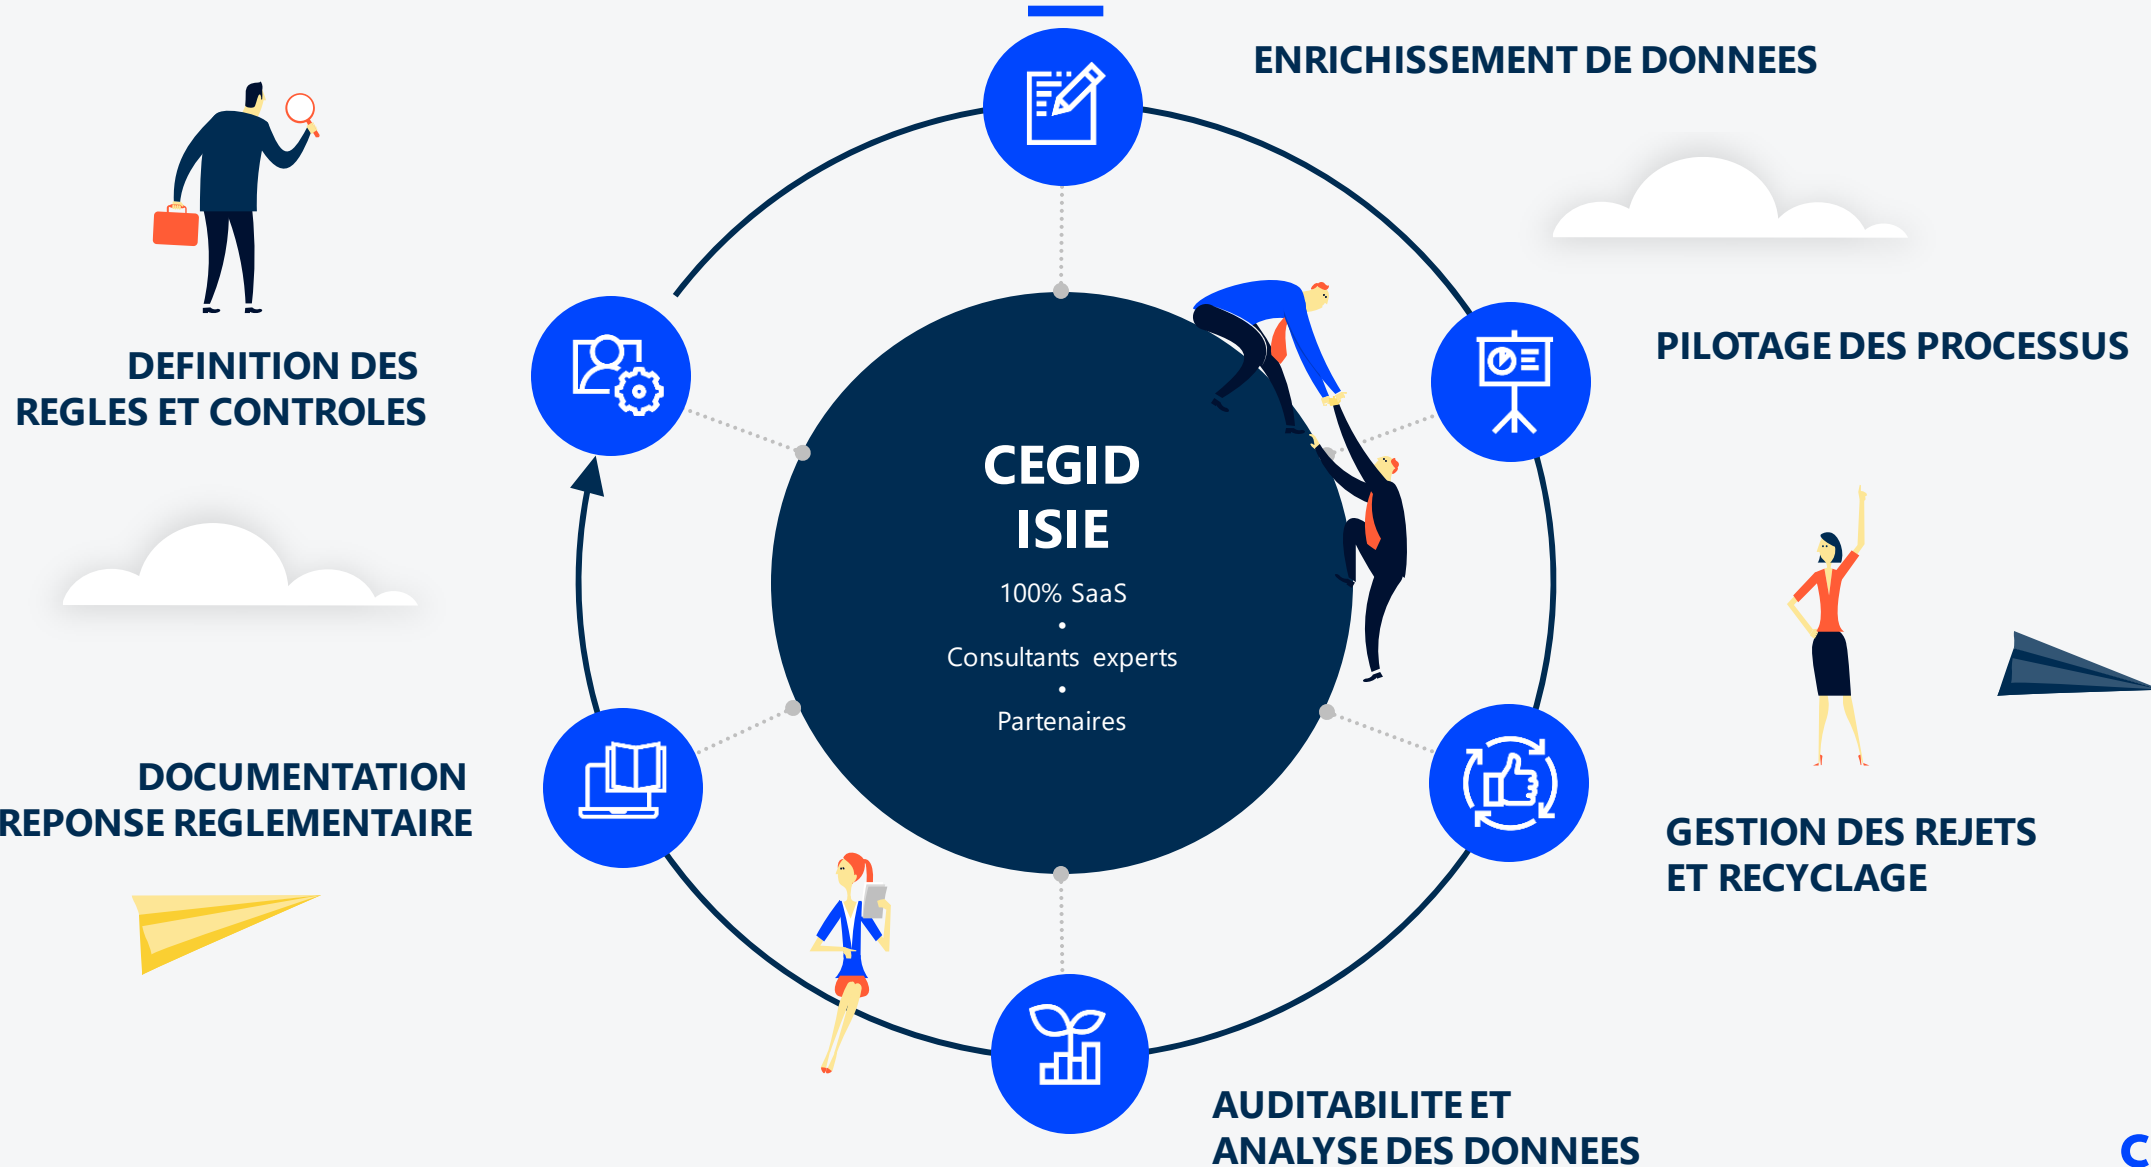 ENRICHISSEMENT DE DONNEES
PILOTAGE DES PROCESSUS
DEFINITION DES
REGLES ET CONTROLES
CEGID
ISIE
100% SaaS
•
Consultants experts
•
Partenaires
DOCUMENTATION
REPONSE REGLEMENTAIRE
GESTION DES REJETS
ET RECYCLAGE
AUDITABILITE ET
ANALYSE DES DONNEES
c